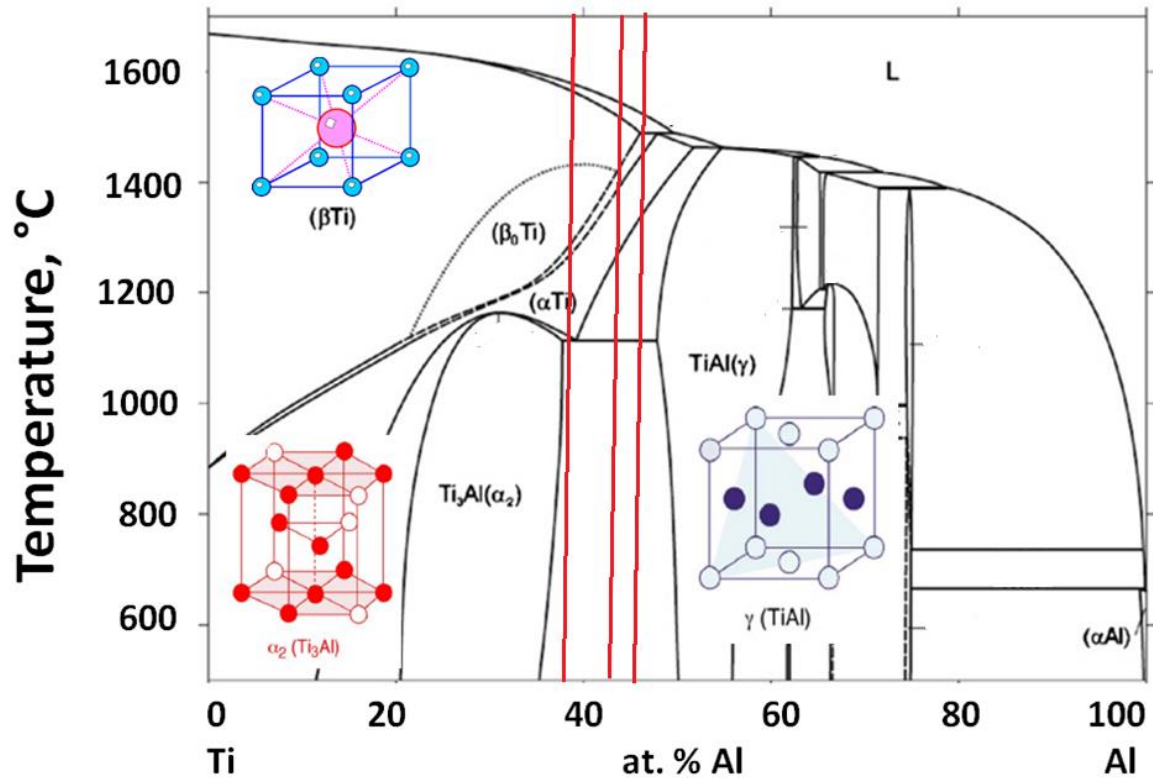 Temperature, °C
1600
1400
1200
1000
800
600
L
(βTi)
(β₀Ti)
(αTi)
TiAl(γ)
Ti₃Al(α₂)
α₂ (Ti₃Al)
γ (TiAl)
(αAl)
0 20 40 60 80 100
Ti at. % Al Al